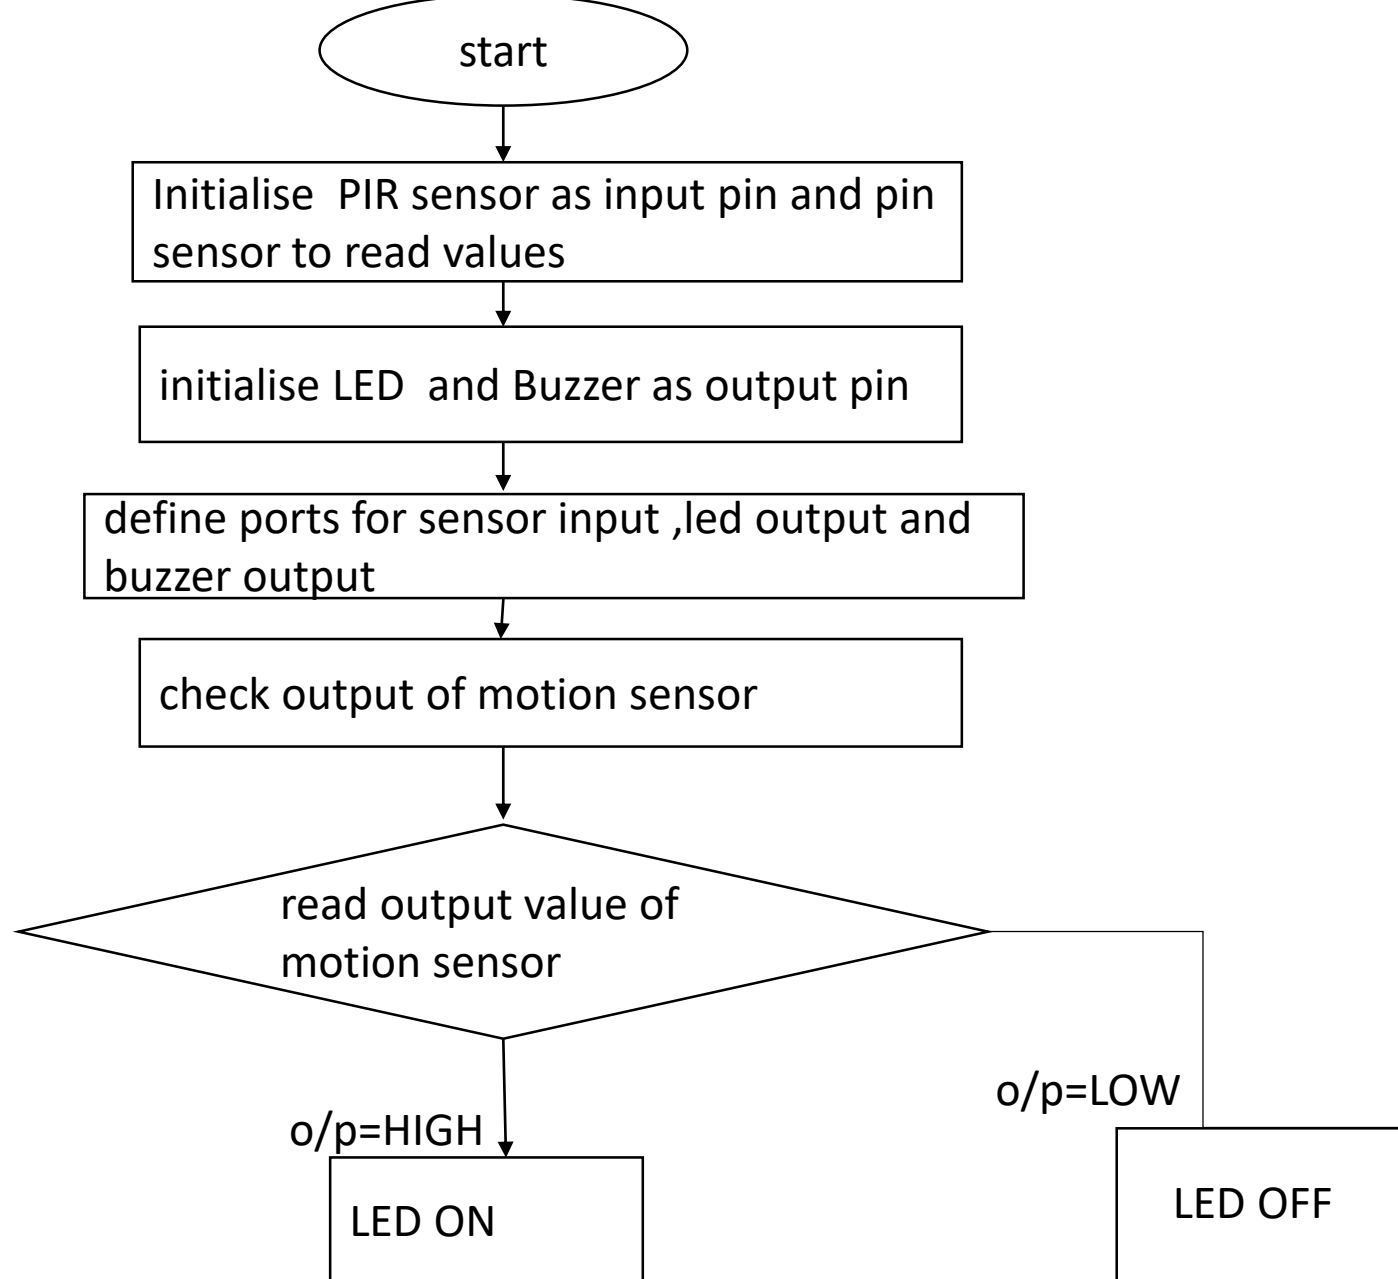 start
Initialise  PIR sensor as input pin and pin
sensor to read values
initialise LED  and Buzzer as output pin
define ports for sensor input ,led output and
buzzer output
check output of motion sensor
read output value of
motion sensor
o/p=LOW
o/p=HIGH
LED ON
LED OFF